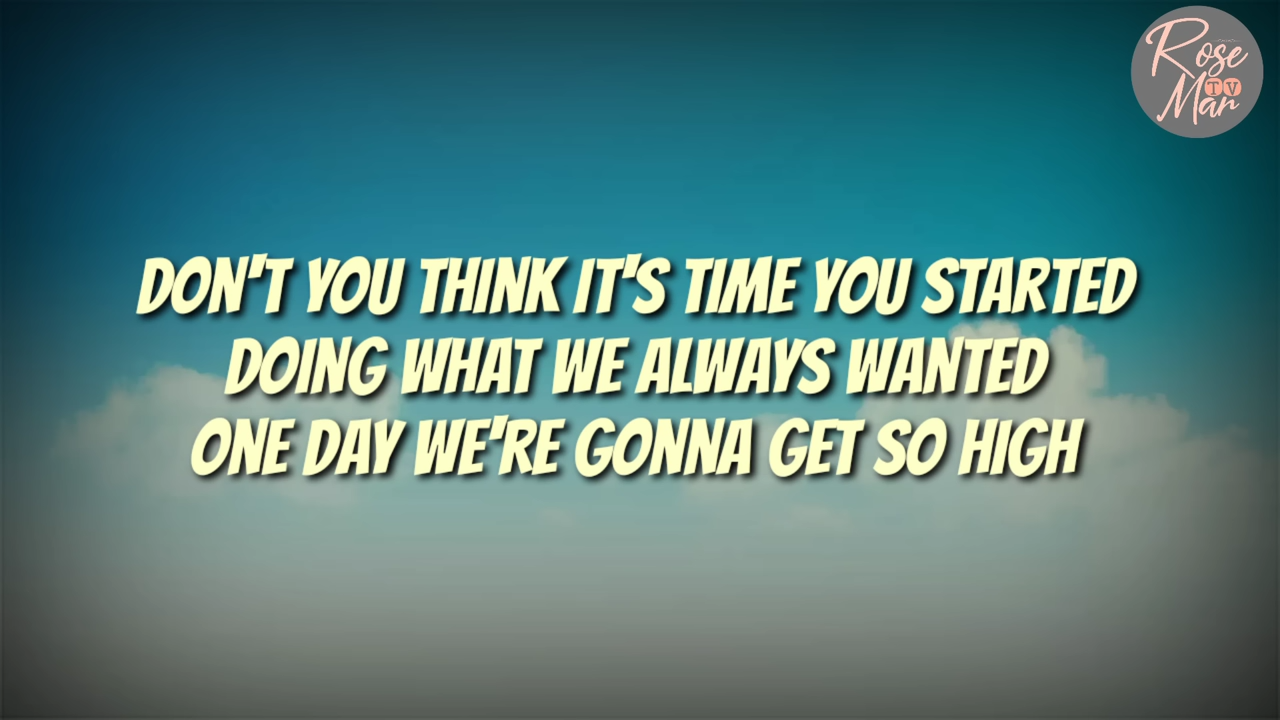 Rose
TV
Mar
DON'T YOU THINK IT'S TIME YOU STARTED
DOING WHAT WE ALWAYS WANTED
ONE DAY WE'RE GONNA GET SO HIGH